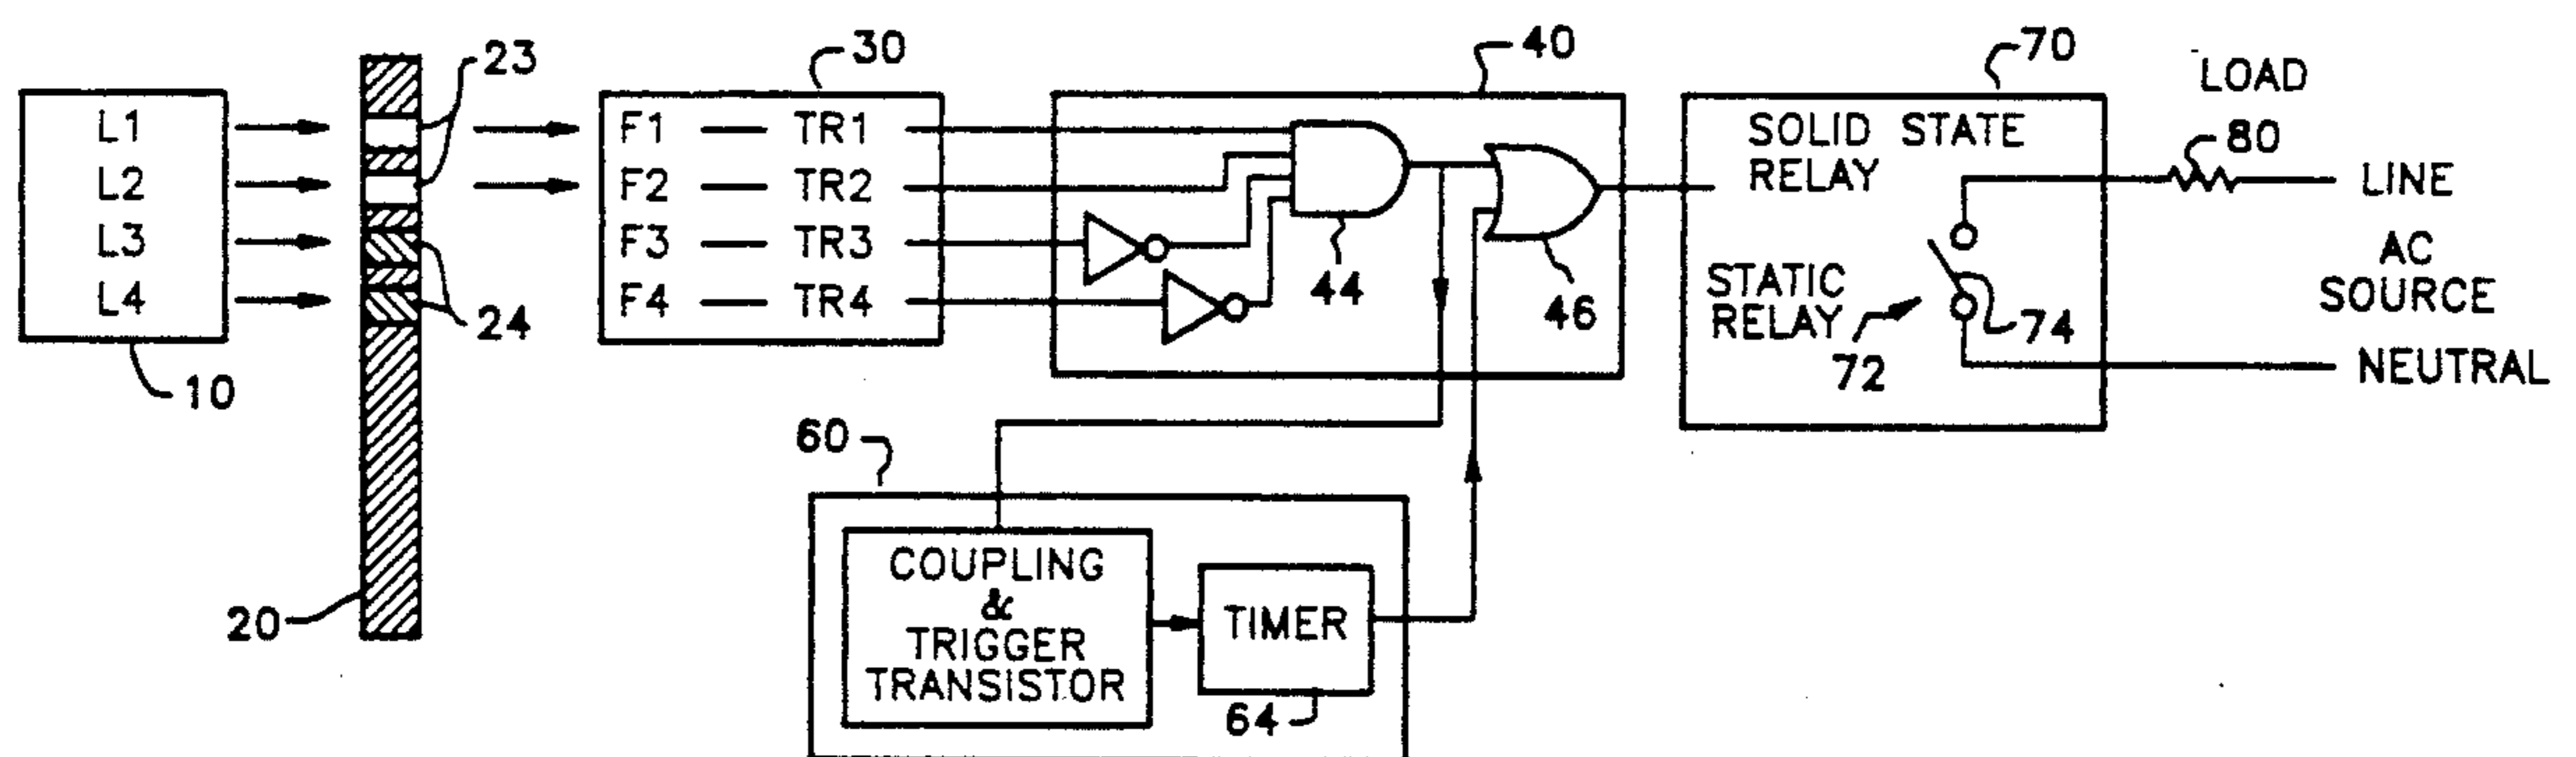 L1
L2
L3
L4
10
20
23
24
30
F1 — TR1
F2 — TR2
F3 — TR3
F4 — TR4
40
44
46
60
COUPLING
&
TRIGGER
TRANSISTOR
TIMER
64
70
SOLID STATE
RELAY
STATIC
RELAY
72
74
LOAD
80
LINE
AC
SOURCE
NEUTRAL